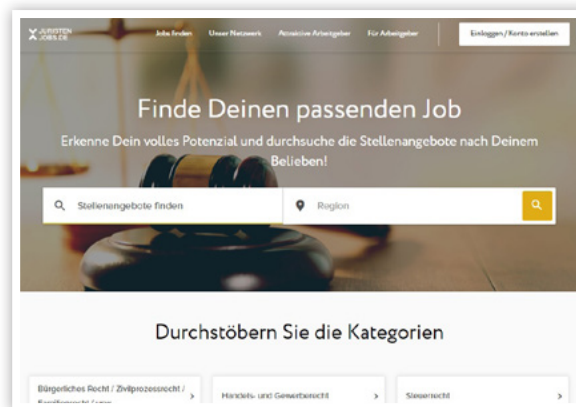 JURISTEN
JOBS.DE
Jobs finden Unser Netzwerk Attraktive Arbeitgeber Für Arbeitgeber Einloggen / Konto erstellen
Finde Deinen passenden Job
Erkenne Dein volles Potenzial und durchsuche die Stellenangebote nach Deinem
Belieben!
Stellenangebote finden Region
Durchstöbern Sie die Kategorien
Bürgerliches Recht / Zivilprozessrecht /
Handels- und Gewerberecht
Steuerrecht